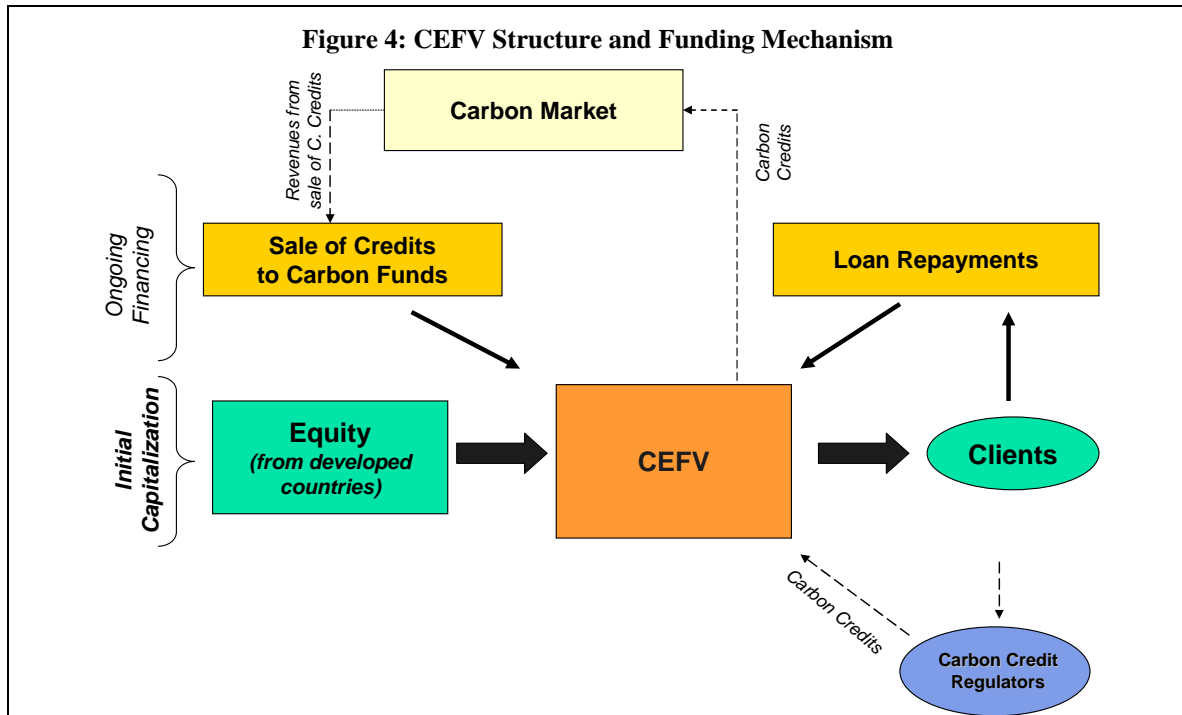 Figure 4: CEFV Structure and Funding Mechanism
Carbon Market
Revenues from
sale of C. Credits
Carbon
Credits
Ongoing
Financing
Sale of Credits
to Carbon Funds
Loan Repayments
Initial
Capitalization
Equity
(from developed
countries)
CEFV
Clients
Carbon Credits
Carbon Credit
Regulators